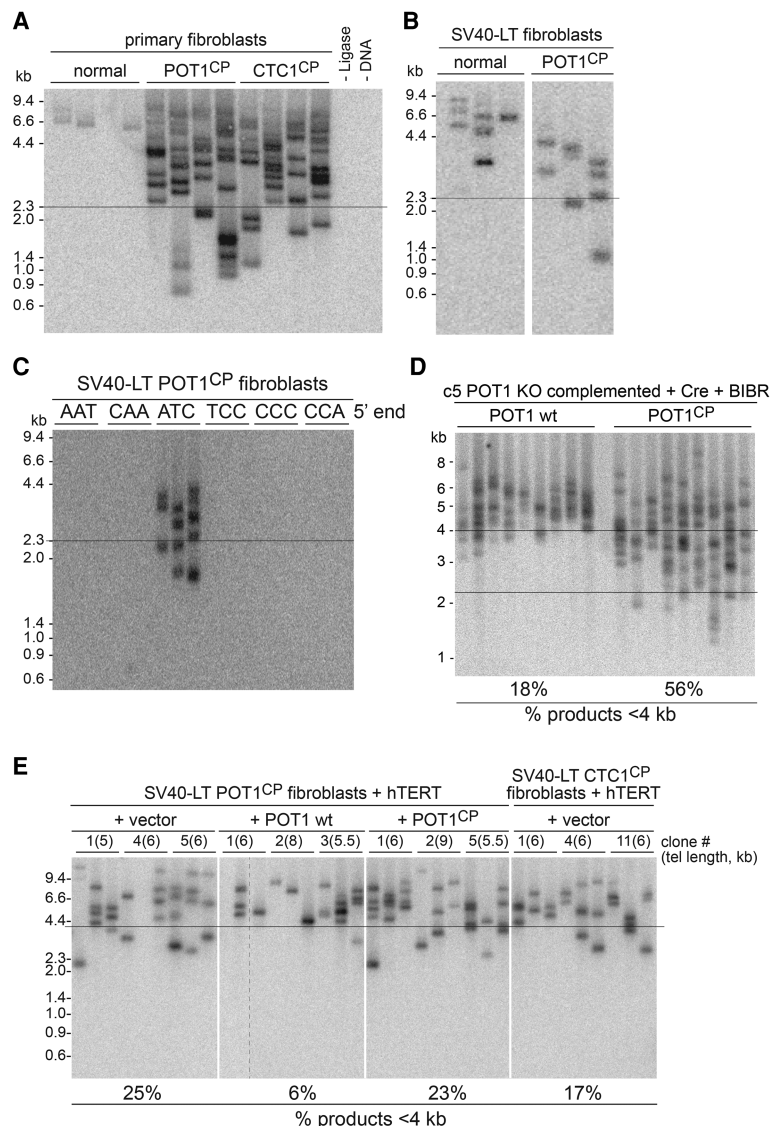 A
primary fibroblasts
normal POT1CP CTC1CP - Ligase - DNA
kb
9.4 -
6.6 -
4.4 -
2.3 -
2.0 -
1.4 -
1.0 -
0.9 -
0.6 -
B
SV40-LT fibroblasts
normal POT1CP
kb
9.4 -
6.6 -
4.4 -
2.3 -
2.0 -
1.4 -
1.0 -
0.9 -
0.6 -
C
SV40-LT POT1CP fibroblasts
AAT CAA ATC TCC CCC CCA 5' end
kb
9.4 -
6.6 -
4.4 -
2.3 -
2.0 -
1.4 -
1.0 -
0.9 -
0.6 -
D
c5 POT1 KO complemented + Cre + BIBR
POT1 wt POT1CP
kb
8 -
6 -
5 -
4 -
3 -
2 -
1 -
18% 56%
% products <4 kb
E
SV40-LT POT1CP fibroblasts + hTERT
SV40-LT CTC1CP
fibroblasts + hTERT
+ vector + POT1 wt + POT1CP + vector
1(5) 4(6) 5(6) 1(6) 2(8) 3(5.5) 1(6) 2(9) 5(5.5) 1(6) 4(6) 11(6) clone #
(tel length, kb)
9.4 -
6.6 -
4.4 -
2.3 -
2.0 -
1.4 -
1.0 -
0.9 -
0.6-
25% 6% 23% 17%
% products <4 kb